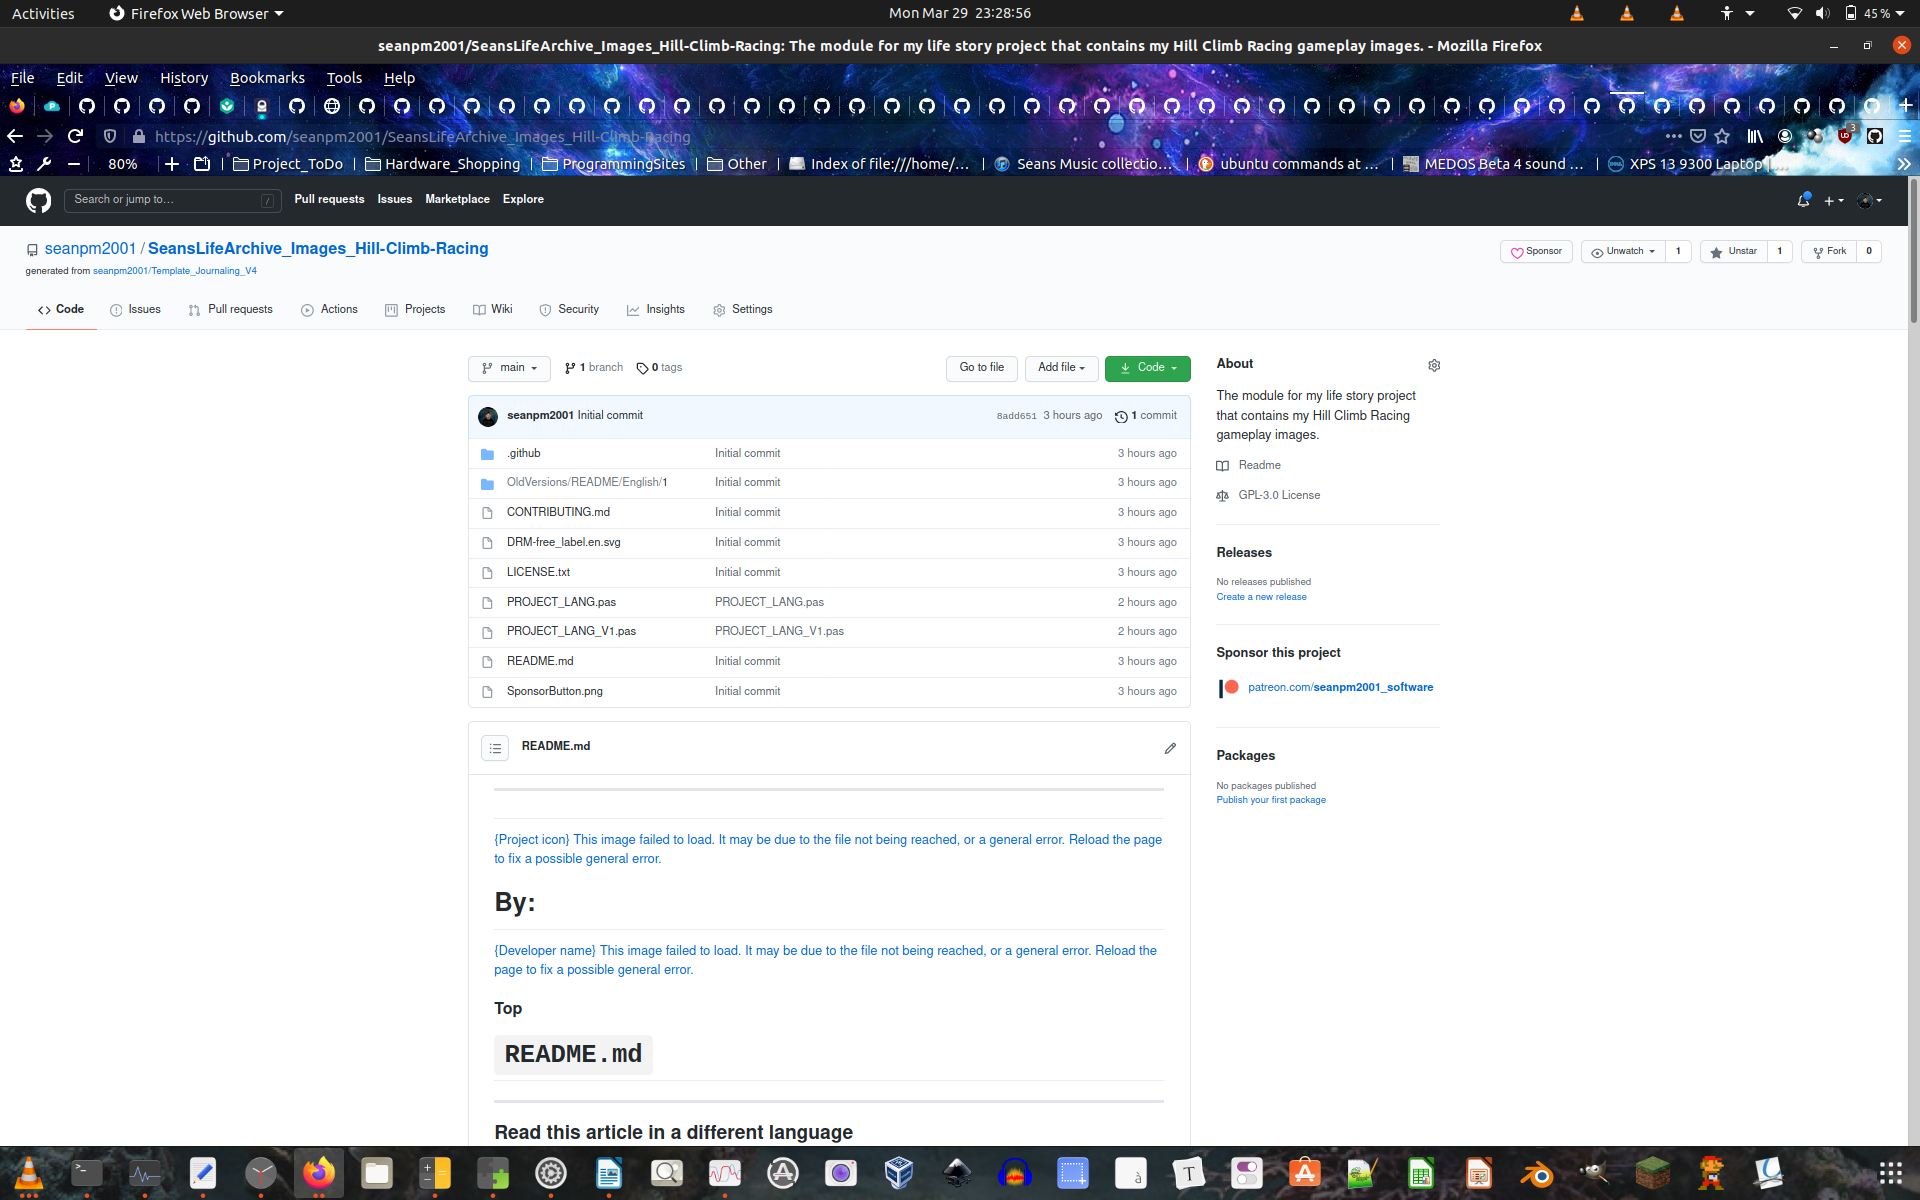 Activities
Firefox Web Browser
Mon Mar 29 23:28:56
45 %
seanpm2001/SeansLifeArchive_Images_Hill-Climb-Racing: The module for my life story project that contains my Hill Climb Racing gameplay images. - Mozilla Firefox
File Edit View History Bookmarks Tools Help
https://github.com/seanpm2001/SeansLifeArchive_Images_Hill-Climb-Racing
3
80%
Project_ToDo
Hardware_Shopping
ProgrammingSites
Other
Index of file:///home/...
Seans Music collectio...
ubuntu commands at ...
MEDOS Beta 4 sound ...
XPS 13 9300 Laptop
Search or jump to... /
Pull requests Issues Marketplace Explore
seanpm2001 / SeansLifeArchive_Images_Hill-Climb-Racing
Sponsor
Unwatch 1
Unstar 1
Fork 0
generated from seanpm2001/Template_Journaling_V4
Code Issues Pull requests Actions Projects Wiki Security Insights Settings
main 1 branch 0 tags
Go to file Add file Code
seanpm2001 Initial commit 8add651 3 hours ago 1 commit
.github Initial commit 3 hours ago
OldVersions/README/English/1 Initial commit 3 hours ago
CONTRIBUTING.md Initial commit 3 hours ago
DRM-free_label.en.svg Initial commit 3 hours ago
LICENSE.txt Initial commit 3 hours ago
PROJECT_LANG.pas PROJECT_LANG.pas 2 hours ago
PROJECT_LANG_V1.pas PROJECT_LANG_V1.pas 2 hours ago
README.md Initial commit 3 hours ago
SponsorButton.png Initial commit 3 hours ago
README.md
{Project icon} This image failed to load. It may be due to the file not being reached, or a general error. Reload the page
to fix a possible general error.
By:
{Developer name} This image failed to load. It may be due to the file not being reached, or a general error. Reload the
page to fix a possible general error.
Top
README.md
Read this article in a different language
About
The module for my life story project
that contains my Hill Climb Racing
gameplay images.
Readme
GPL-3.0 License
Releases
No releases published
Create a new release
Sponsor this project
patreon.com/seanpm2001_software
Packages
No packages published
Publish your first package